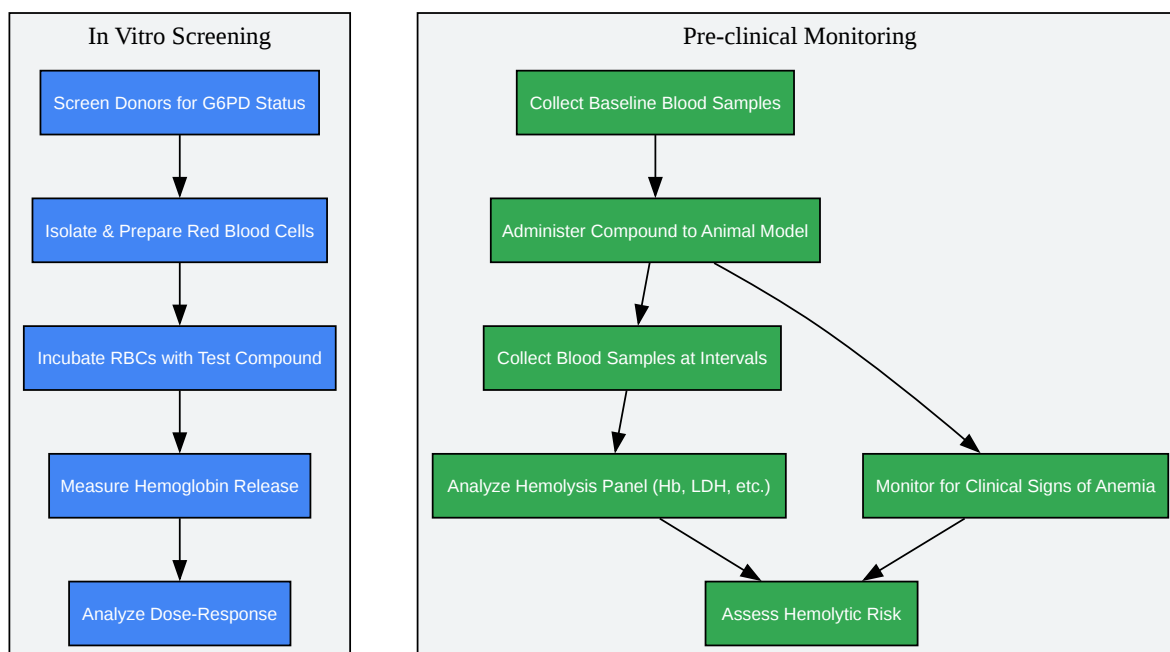 In Vitro Screening
Screen Donors for G6PD Status
Isolate & Prepare Red Blood Cells
Incubate RBCs with Test Compound
Measure Hemoglobin Release
Analyze Dose-Response
Pre-clinical Monitoring
Collect Baseline Blood Samples
Administer Compound to Animal Model
Collect Blood Samples at Intervals
Analyze Hemolysis Panel (Hb, LDH, etc.)
Monitor for Clinical Signs of Anemia
Assess Hemolytic Risk